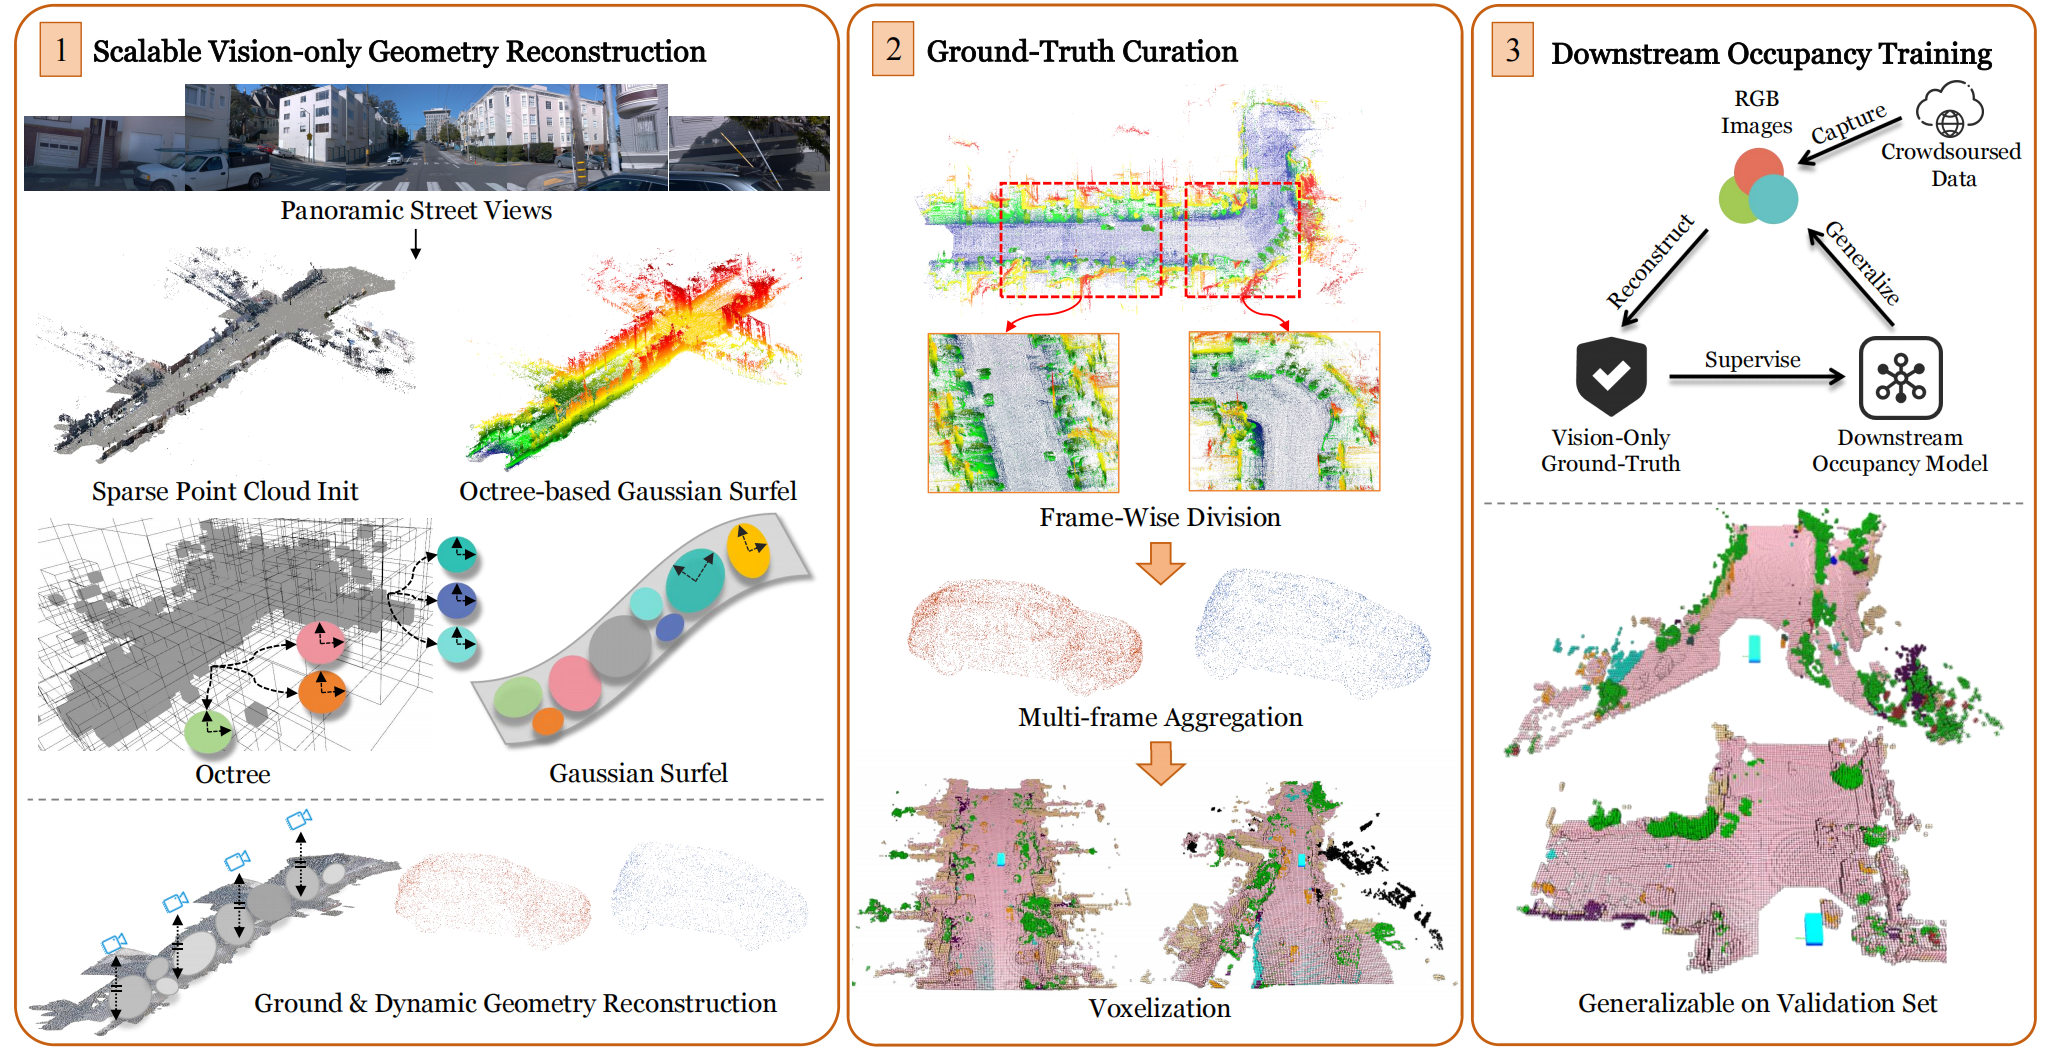 1 Scalable Vision-only Geometry Reconstruction
Panoramic Street Views
Sparse Point Cloud Init
Octree-based Gaussian Surfel
Octree
Gaussian Surfel
Ground & Dynamic Geometry Reconstruction
2 Ground-Truth Curation
Frame-Wise Division
Multi-frame Aggregation
Voxelization
3 Downstream Occupancy Training
RGB
Images
Capture
Crowdsoursed
Data
Reconstruct
Generalize
Supervise
Vision-Only
Ground-Truth
Downstream
Occupancy Model
Generalizable on Validation Set